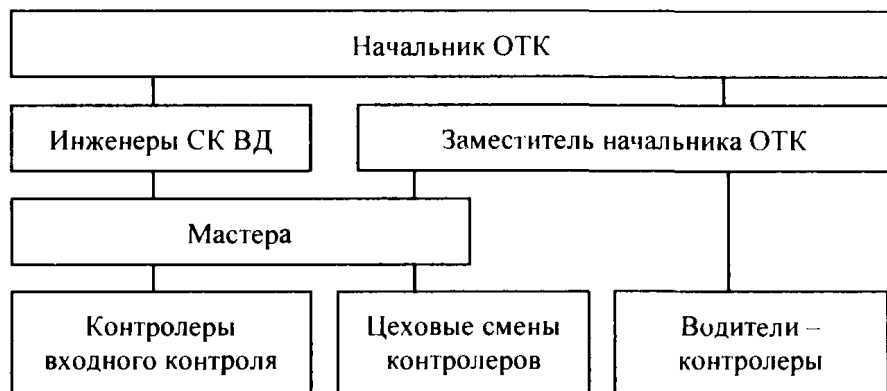 Начальник ОТК
Инженеры СК ВД
Заместитель начальника ОТК
Мастера
Контролеры
входного контроля
Цеховые смены
контролеров
Водители –
контролеры